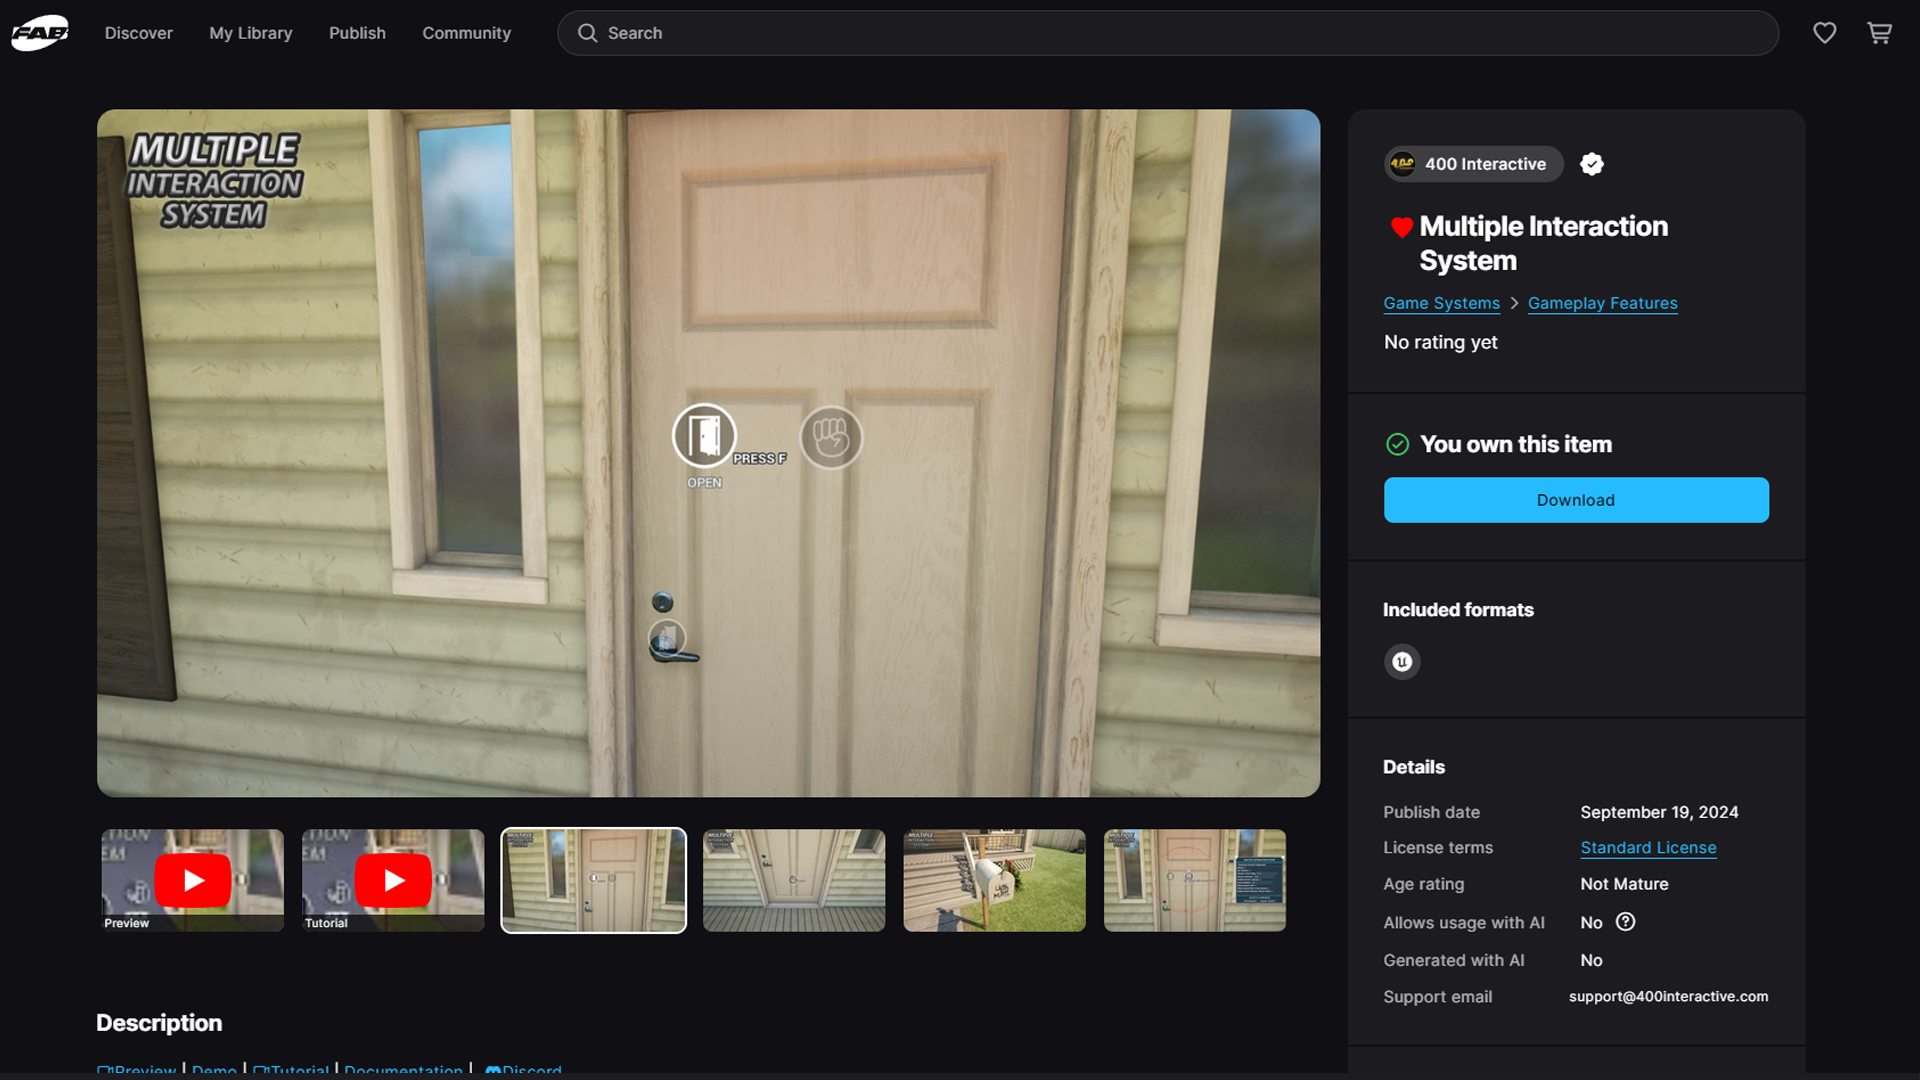 FAB
Discover
My Library
Publish
Community
Search
MULTIPLE
INTERACTION
SYSTEM
PRESS F
OPEN
400 Interactive
Multiple Interaction
System
Game Systems
Gameplay Features
No rating yet
You own this item
Download
Included formats
Details
Publish date September 19, 2024
License terms Standard License
Age rating Not Mature
Allows usage with AI No
Generated with AI No
Support email support@400interactive.com
Preview
Tutorial
Description
Preview | Demo | Tutorial | Documentation | Discord